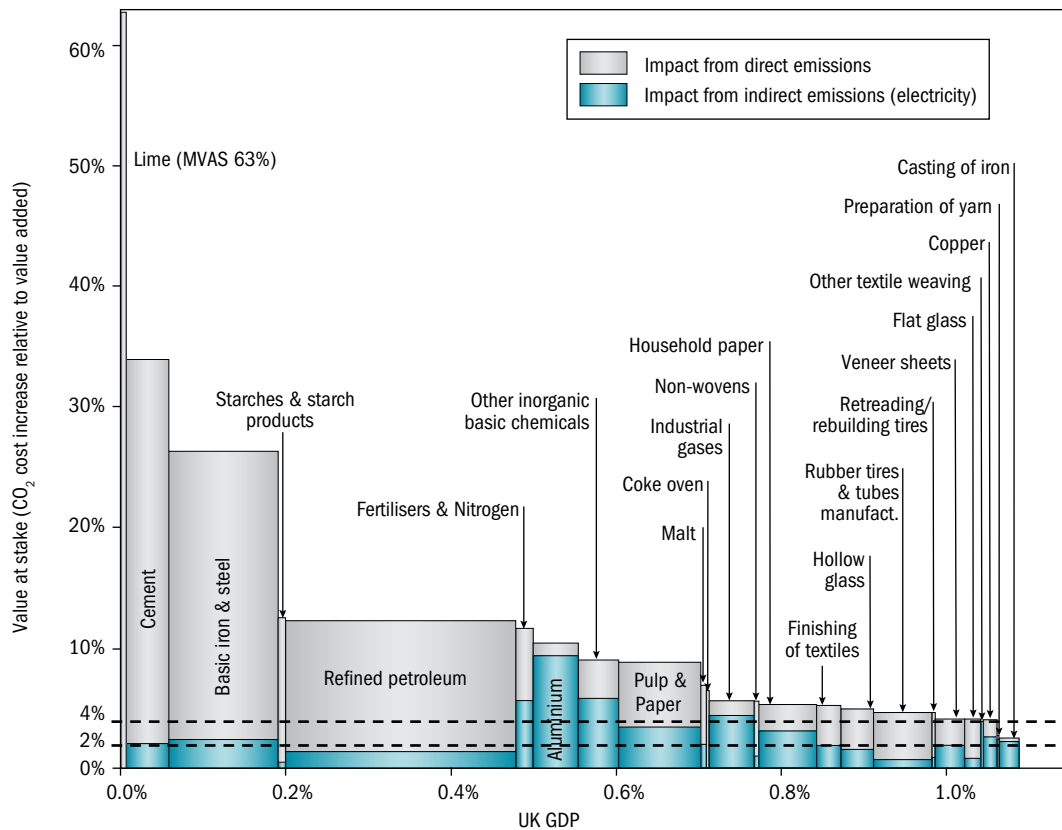 60%
50%
40%
30%
20%
10%
4%
2%
0%
Value at stake (CO2 cost increase relative to value added)
Impact from direct emissions
Impact from indirect emissions (electricity)
Lime (MVAS 63%)
Cement
Basic iron & steel
Starches & starch
products
Refined petroleum
Fertilisers & Nitrogen
Aluminium
Other inorganic
basic chemicals
Pulp &
Paper
Malt
Coke oven
Industrial
gases
Non-wovens
Household paper
Finishing
of textiles
Hollow
glass
Rubber tires
& tubes
manufact.
Retreading/
rebuilding tires
Veneer sheets
Flat glass
Other textile weaving
Copper
Preparation of yarn
Casting of iron
0.0%
0.2%
0.4%
0.6%
0.8%
1.0%
UK GDP